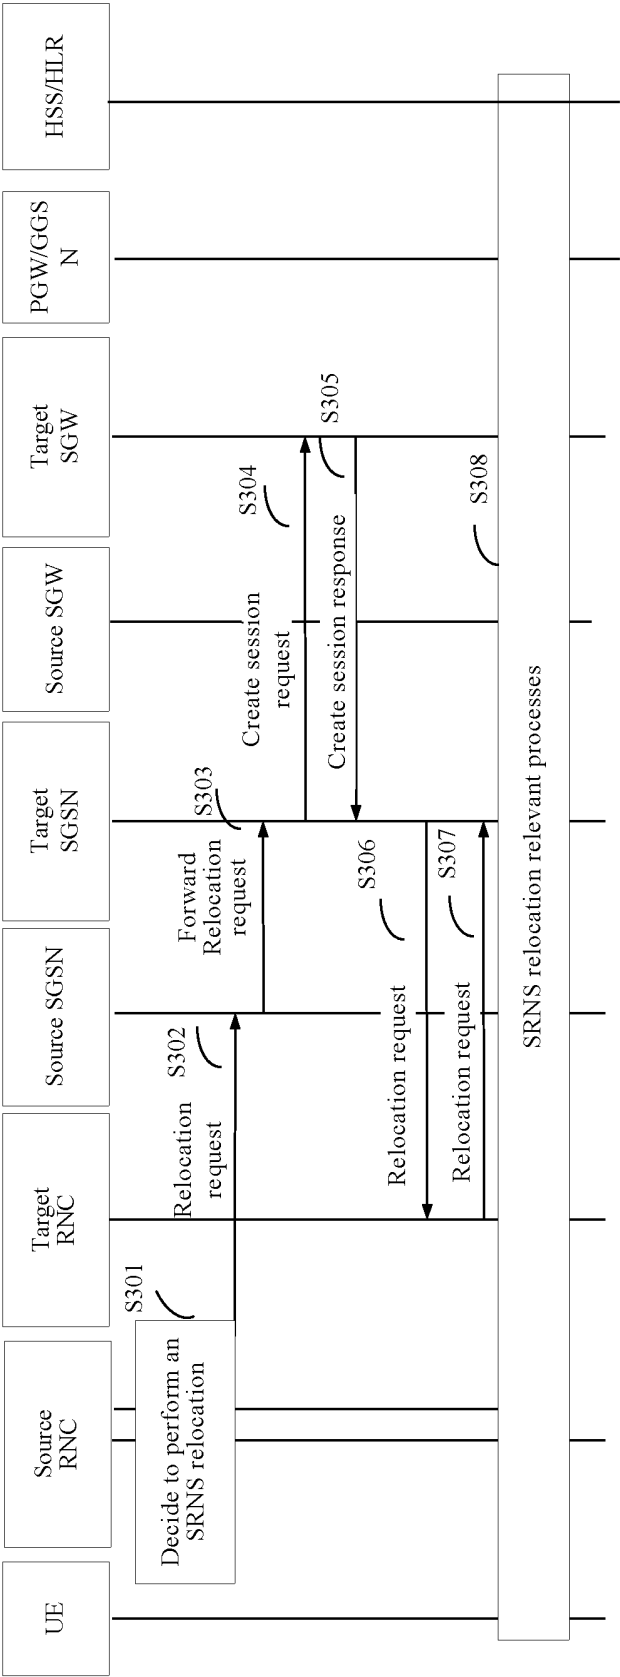 UE
Source
RNC
Target
RNC
Source SGSN
Target
SGSN
Source SGW
Target
SGW
PGW/GGS
N
HSS/HLR
S301
Decide to perform an
SRNS relocation
S302
Relocation
request
S303
Forward
Relocation
request
S304
Create session
request
S305
Create session response
S306
Relocation request
S307
Relocation request
S308
SRNS relocation relevant processes